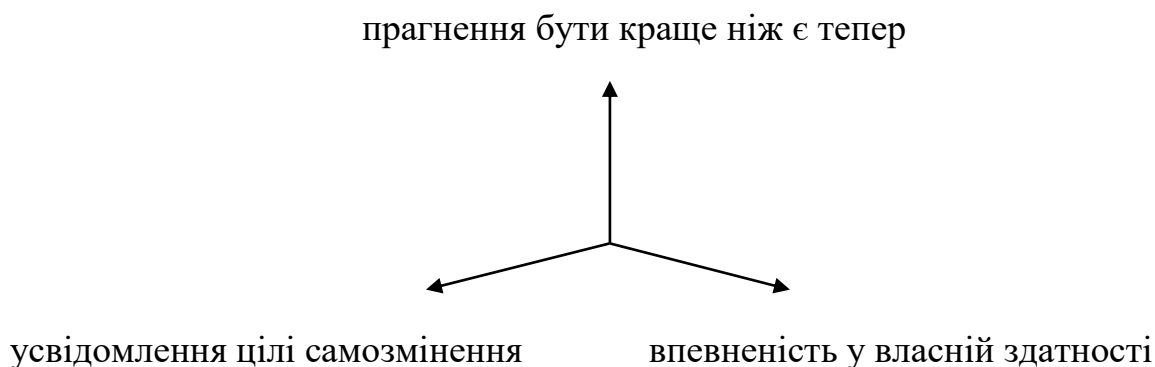 прагнення бути краще ніж є тепер
усвідомлення цілі самозмінення
впевненість у власній здатності